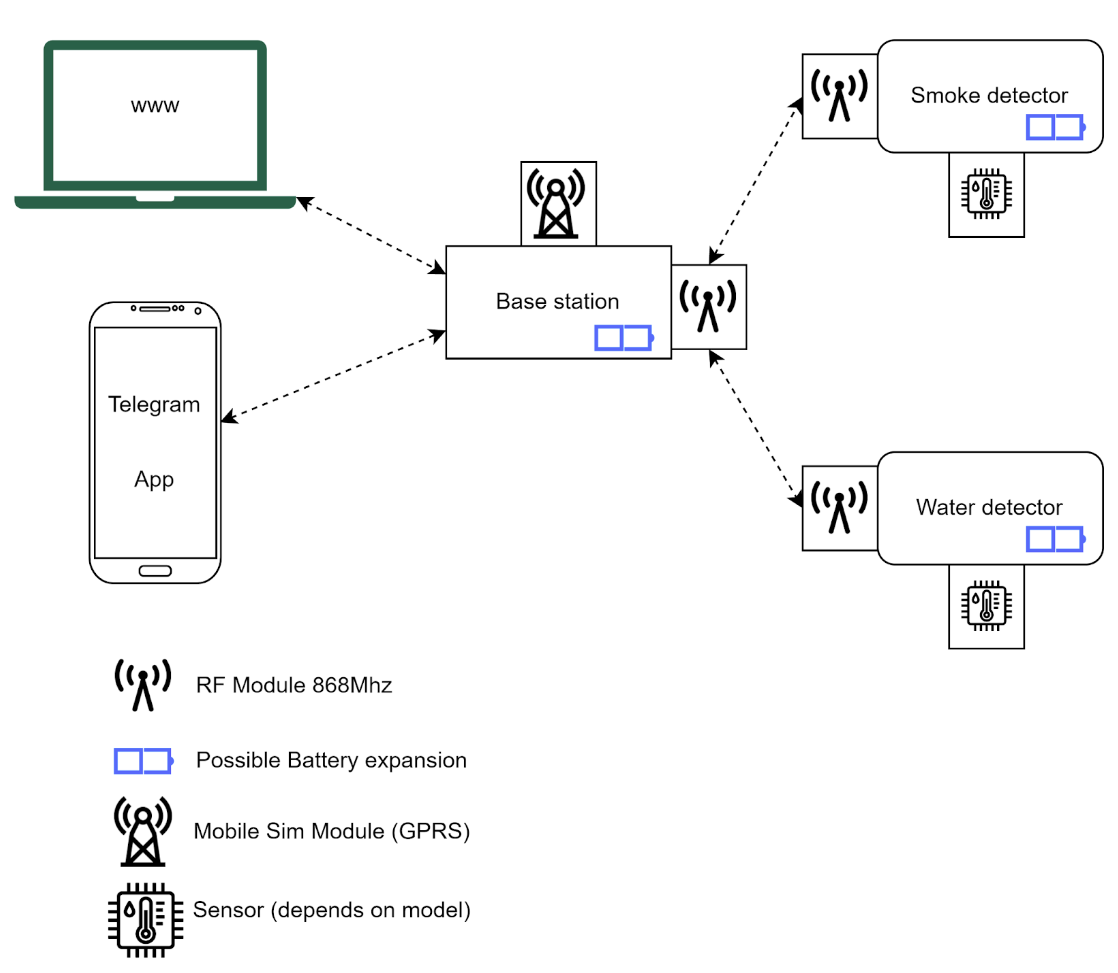 www
Smoke detector
Base station
Telegram
App
Water detector
RF Module 868Mhz
Possible Battery expansion
Mobile Sim Module (GPRS)
Sensor (depends on model)